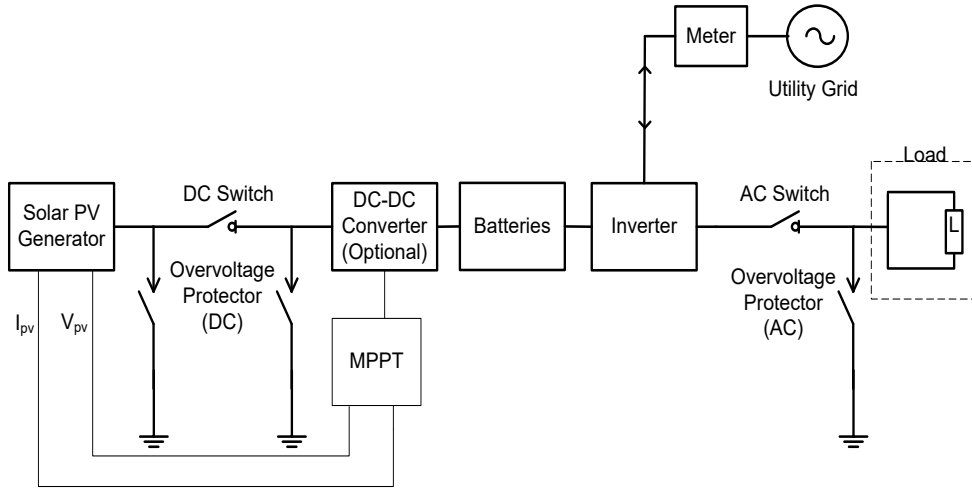 Meter
Utility Grid
Load
Solar PV
Generator
DC Switch
DC-DC
Converter
(Optional)
Batteries
Inverter
AC Switch
L
Overvoltage
Protector
(DC)
Overvoltage
Protector
(AC)
Ipv
Vpv
MPPT